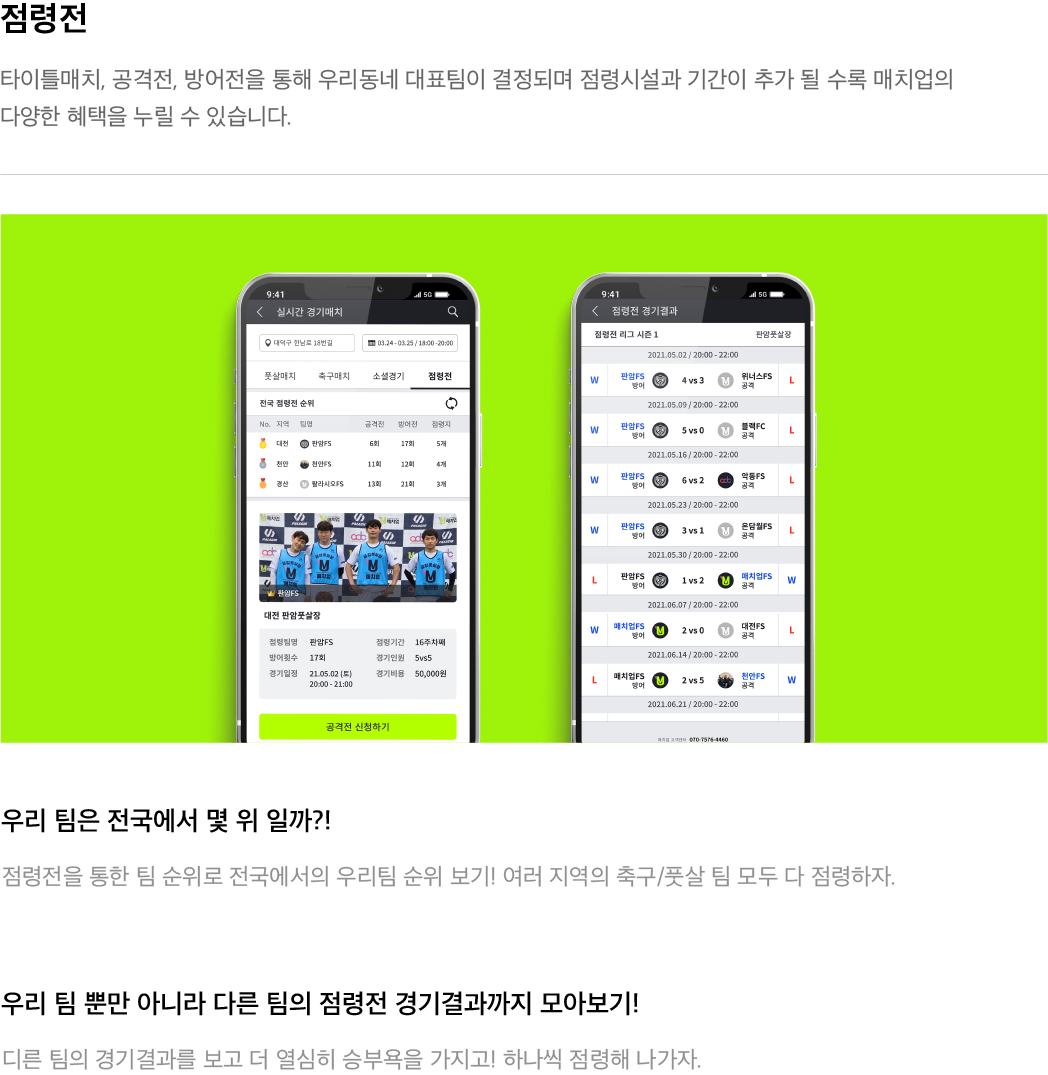 점령전
타이틀매치, 공격전, 방어전을 통해 우리동네 대표팀이 결정되며 점령시설과 기간이 추가 될 수록 매치업의
다양한 혜택을 누릴 수 있습니다.
9:41
5G
실시간 경기매치
대덕구 한남로 18번길
03.24 - 03.25 / 18:00 -20:00
풋살매치 축구매치 소셜경기 점령전
전국 점령전 순위
No. 지역 팀명 공격전 방어전 점령지
대전 판암FS 6회 17회 5개
천안 천안FS 11회 12회 4개
경산 팔라시오FS 13회 21회 3개
판암FS
대전 판암풋살장
점령팀명 판암FS 점령기간 16주차째
방어횟수 17회 경기인원 5vs5
경기일정 21.05.02 (토) 경기비용 50,000원
20:00 - 21:00
공격전 신청하기
9:41
5G
점령전 경기결과
점령전 리그 시즌 1 판암풋살장
2021.05.02 / 20:00 - 22:00
W 판암FS 방어 4 vs 3 위너스FS 공격 L
2021.05.09 / 20:00 - 22:00
W 판암FS 방어 5 vs 0 블랙FC 공격 L
2021.05.16 / 20:00 - 22:00
W 판암FS 방어 6 vs 2 악동FS 공격 L
2021.05.23 / 20:00 - 22:00
W 판암FS 방어 3 vs 1 온담월FS 공격 L
2021.05.30 / 20:00 - 22:00
L 판암FS 방어 1 vs 2 매치업FS 공격 W
2021.06.07 / 20:00 - 22:00
W 매치업FS 방어 2 vs 0 대전FS 공격 L
2021.06.14 / 20:00 - 22:00
L 매치업FS 방어 2 vs 5 천안FS 공격 W
2021.06.21 / 20:00 - 22:00
매치업 고객센터 070-7576-4460
우리 팀은 전국에서 몇 위 일까?!
점령전을 통한 팀 순위로 전국에서의 우리팀 순위 보기! 여러 지역의 축구/풋살 팀 모두 다 점령하자.
우리 팀 뿐만 아니라 다른 팀의 점령전 경기결과까지 모아보기!
디른 팀의 경기결과를 보고 더 열심히 승부욕을 가지고! 하나씩 점령해 나가자.